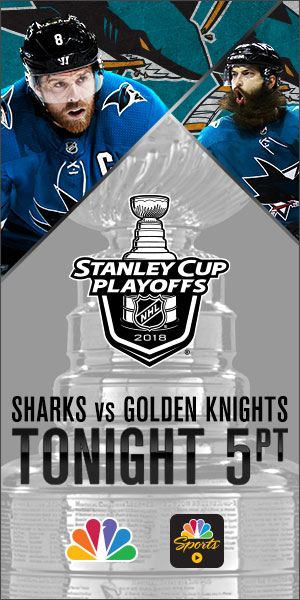 8
C
STANLEY CUP
PLAYOFFS
NHL
2018
®
SHARKS vs GOLDEN KNIGHTS
TONIGHT 5PT
Sports